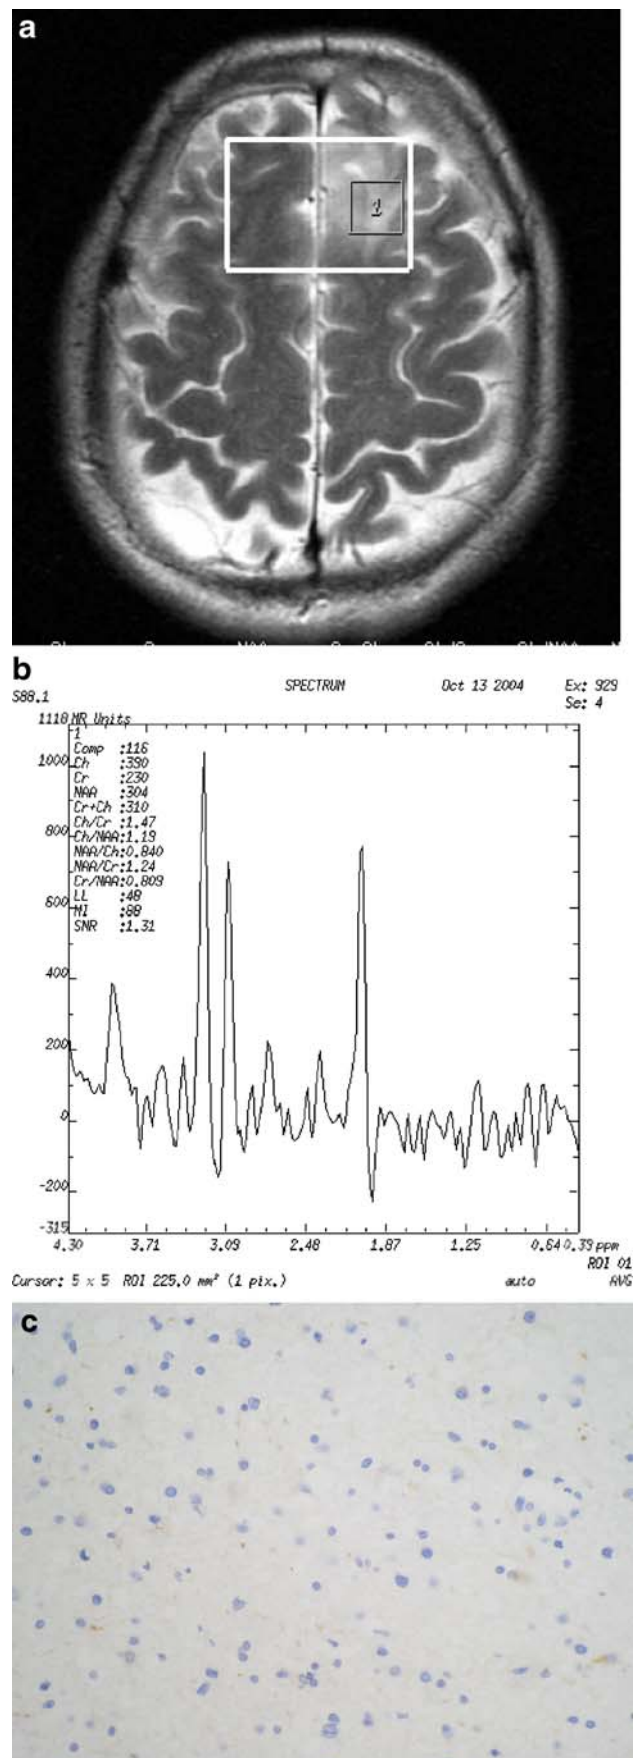 a
1
b
S88.1
SPECTRUM
Oct 13 2004
Ex: 929
Se: 4
1118 MR Units
1
Comp :116
Ch :390
Cr :230
NAA :304
Cr+Ch :310
Ch/Cr :1.47
Ch/NAA:1.19
NAA/Ch:0.840
NAA/Cr:1.24
Cr/NAA:0.809
LL :48
MI :88
SNR :1.31
1000
800
600
400
200
0
-200
-315
4.30 3.71 3.09 2.48 1.87 1.25 0.64 0.39 ppm
ROI 01
Cursor: 5 x 5 ROI 225.0 mm² (1 pix.)
auto
AVG
c